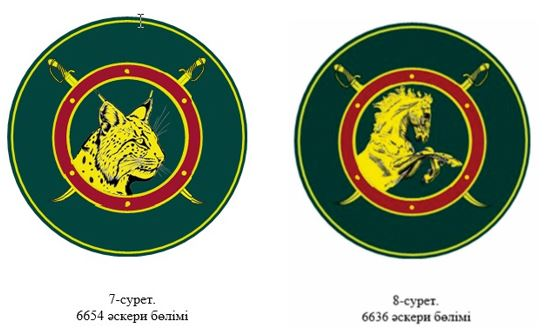 7-сурет.
6654 әскери бөлімі
8-сурет.
6636 әскери бөлімі